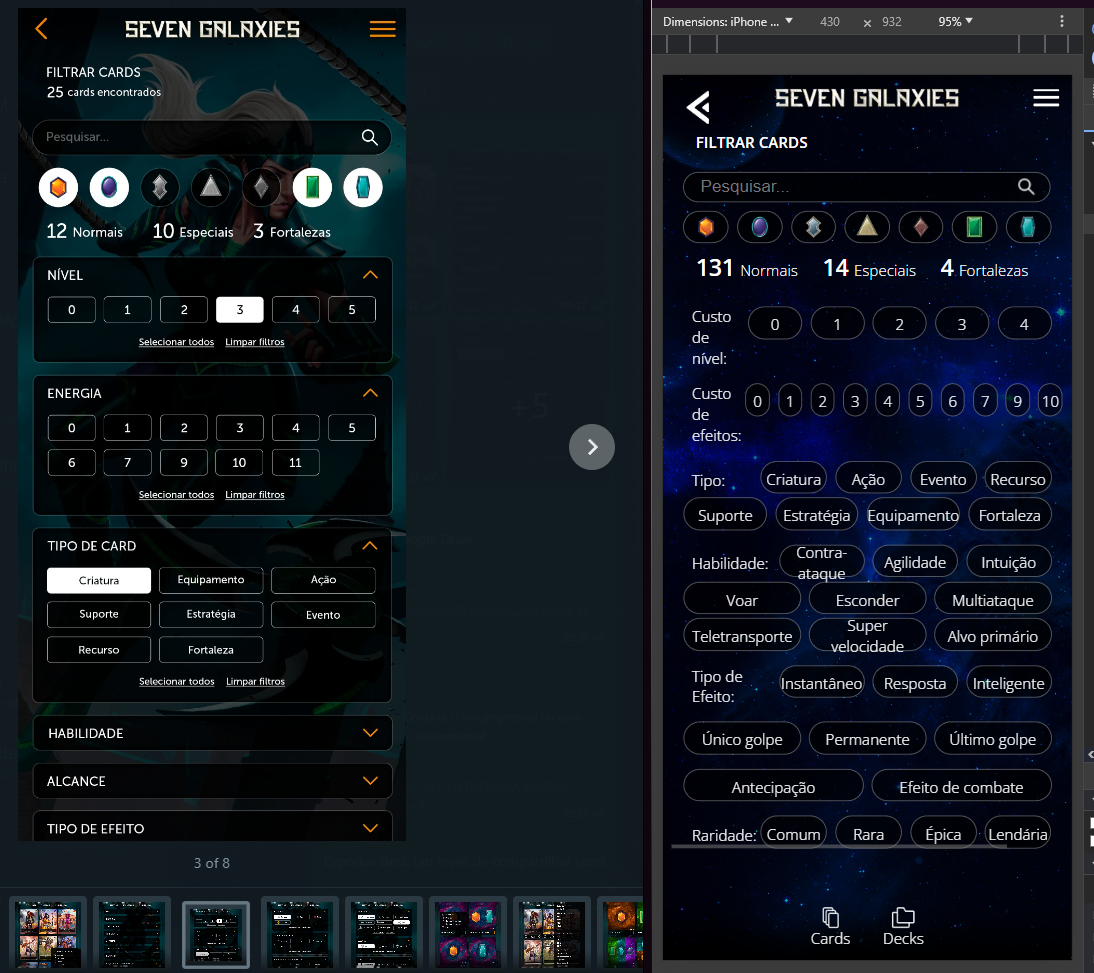 SEVEN GALAXIES
FILTRAR CARDS
25 cards encontrados
Pesquisar...
12 Normais 10 Especiais 3 Fortalezas
NÍVEL
0 1 2 3 4 5
Selecionar todos Limpar filtros
ENERGIA
0 1 2 3 4 5
6 7 9 10 11
Selecionar todos Limpar filtros
TIPO DE CARD
Criatura Equipamento Ação
Suporte Estratégia Evento
Recurso Fortaleza
Selecionar todos Limpar filtros
HABILIDADE
ALCANCE
TIPO DE EFEITO
3 of 8
+5
Dimensions: iPhone ... 430 × 932 95%
SEVEN GALAXIES
FILTRAR CARDS
Pesquisar...
131 Normais 14 Especiais 4 Fortalezas
Custo de nível: 0 1 2 3 4
Custo de efeitos: 0 1 2 3 4 5 6 7 9 10
Tipo: Criatura Ação Evento Recurso
Suporte Estratégia Equipamento Fortaleza
Habilidade: Contra-ataque Agilidade Intuição
Voar Esconder Multiataque
Teletransporte Super velocidade Alvo primário
Tipo de Efeito: Instantâneo Resposta Inteligente
Único golpe Permanente Último golpe
Antecipação Efeito de combate
Raridade: Comum Rara Épica Lendária
Cards Decks